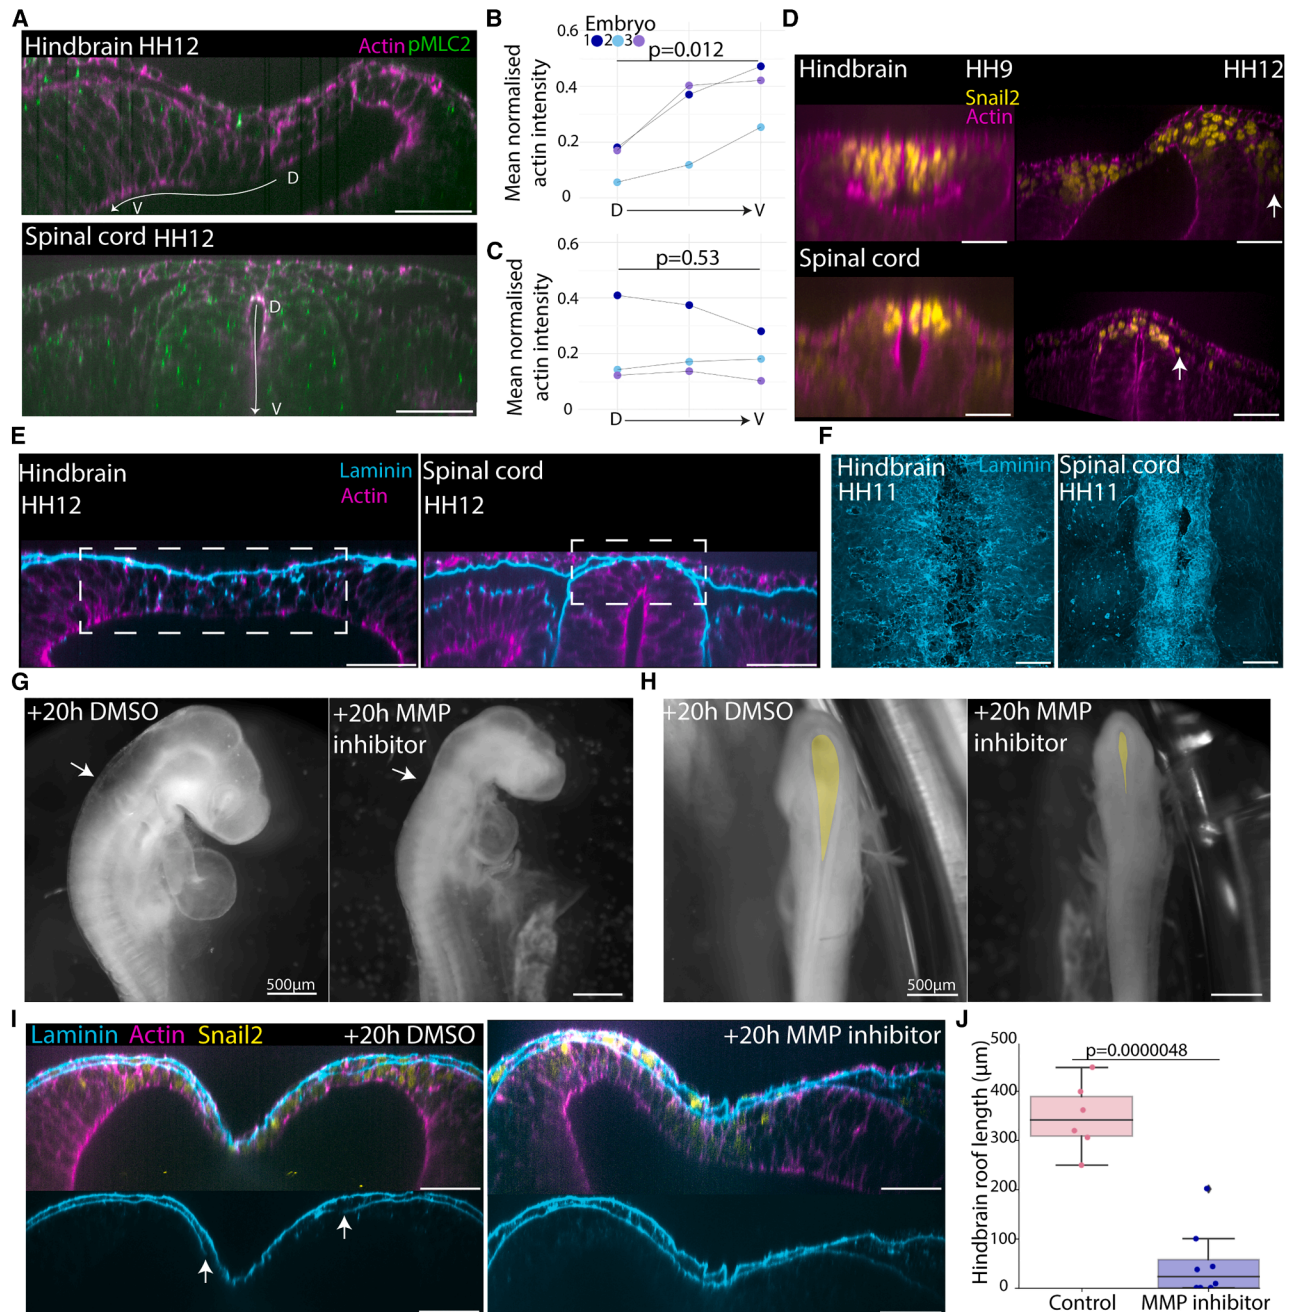 A
Hindbrain HH12
Actin pMLC2
D
V
Spinal cord HH12
D
V
B
Embryo
1 2 3
p=0.012
Mean normalised
actin intensity
0.6
0.4
0.2
0
D V
C
p=0.53
Mean normalised
actin intensity
0.6
0.4
0.2
0
D V
D
Hindbrain HH9 HH12
Snail2
Actin
Spinal cord
E
Hindbrain
HH12
Laminin
Actin
Spinal cord
HH12
F
Hindbrain
HH11
Laminin
Spinal cord
HH11
G
+20h DMSO
500μm
+20h MMP
inhibitor
H
+20h DMSO
500μm
+20h MMP
inhibitor
I
Laminin Actin Snail2 +20h DMSO
+20h MMP inhibitor
J
p=0.0000048
Hindbrain roof length (μm)
500
400
300
200
100
0
Control MMP inhibitor